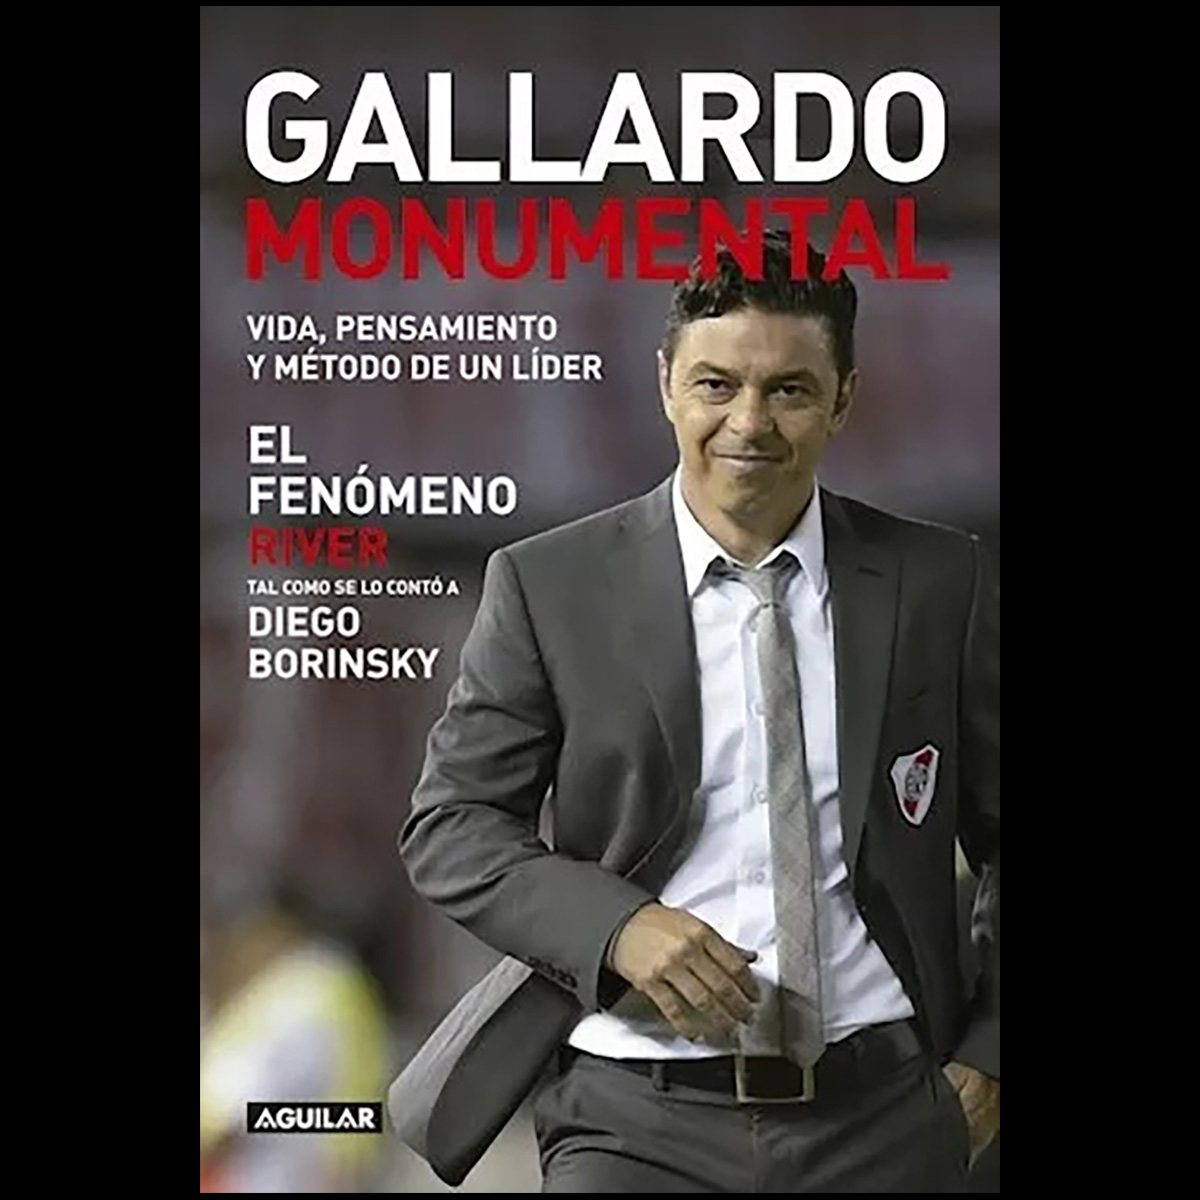 GALLARDO
MONUMENTAL
VIDA, PENSAMIENTO
Y MÉTODO DE UN LÍDER
EL
FENÓMENO
RIVER
TAL COMO SE LO CONTÓ A
DIEGO
BORINSKY
AGUILAR